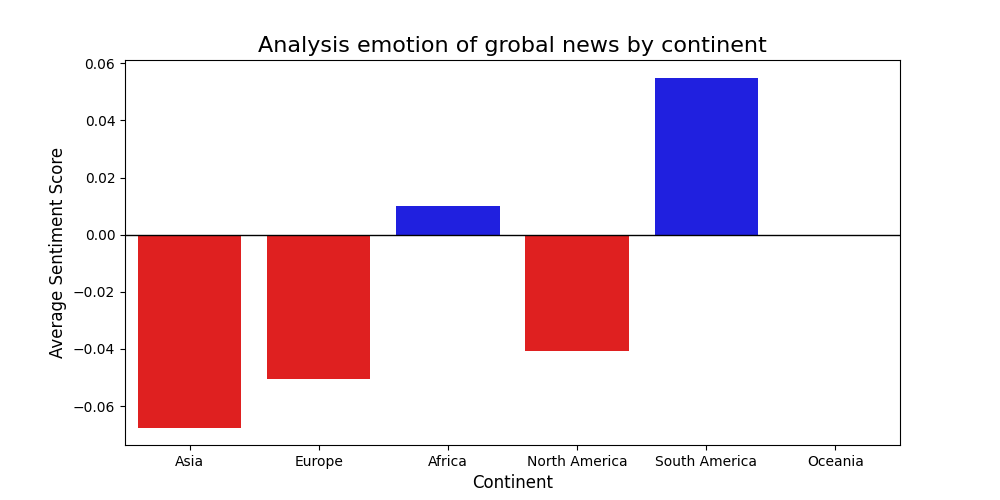 Analysis emotion of grobal news by continent
Average Sentiment Score
0.06
0.04
0.02
0.00
−0.02
−0.04
−0.06
Asia Europe Africa North America South America Oceania
Continent